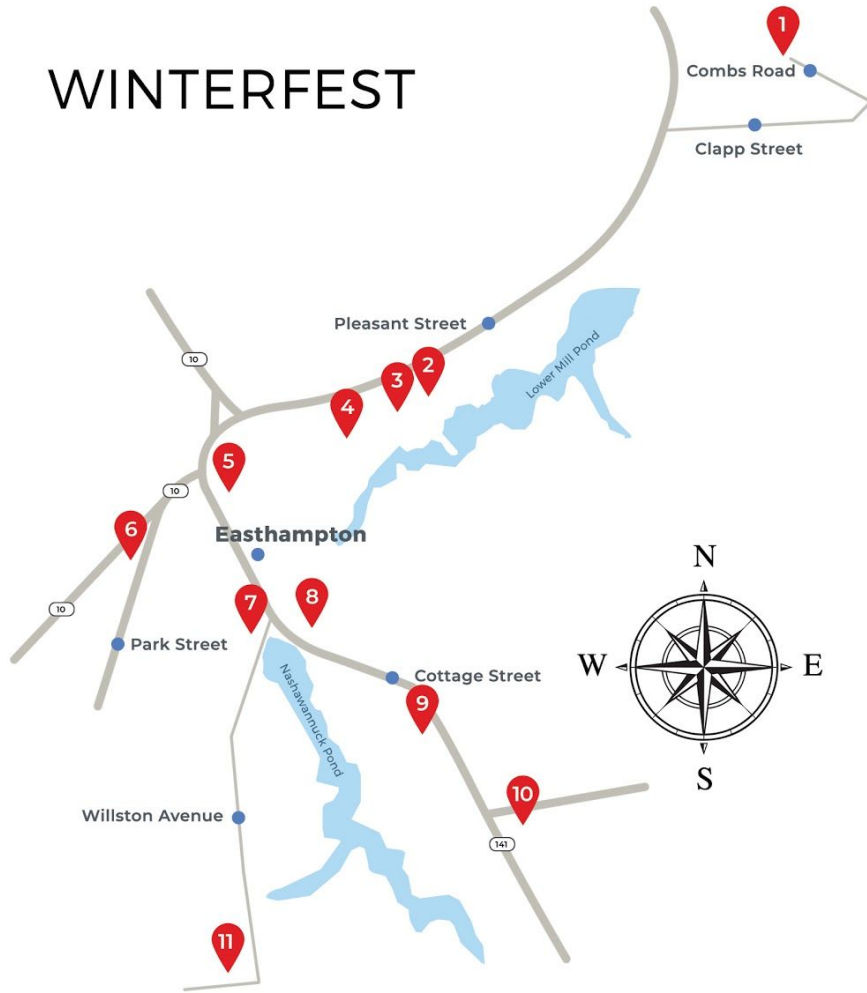 WINTERFEST
1
Combs Road
Clapp Street
Pleasant Street
Lower Mill Pond
10
2
3
4
5
10
6
Easthampton
10
7
8
Park Street
Cottage Street
9
Nashawannuck Pond
Willston Avenue
10
141
11
N
W
E
S